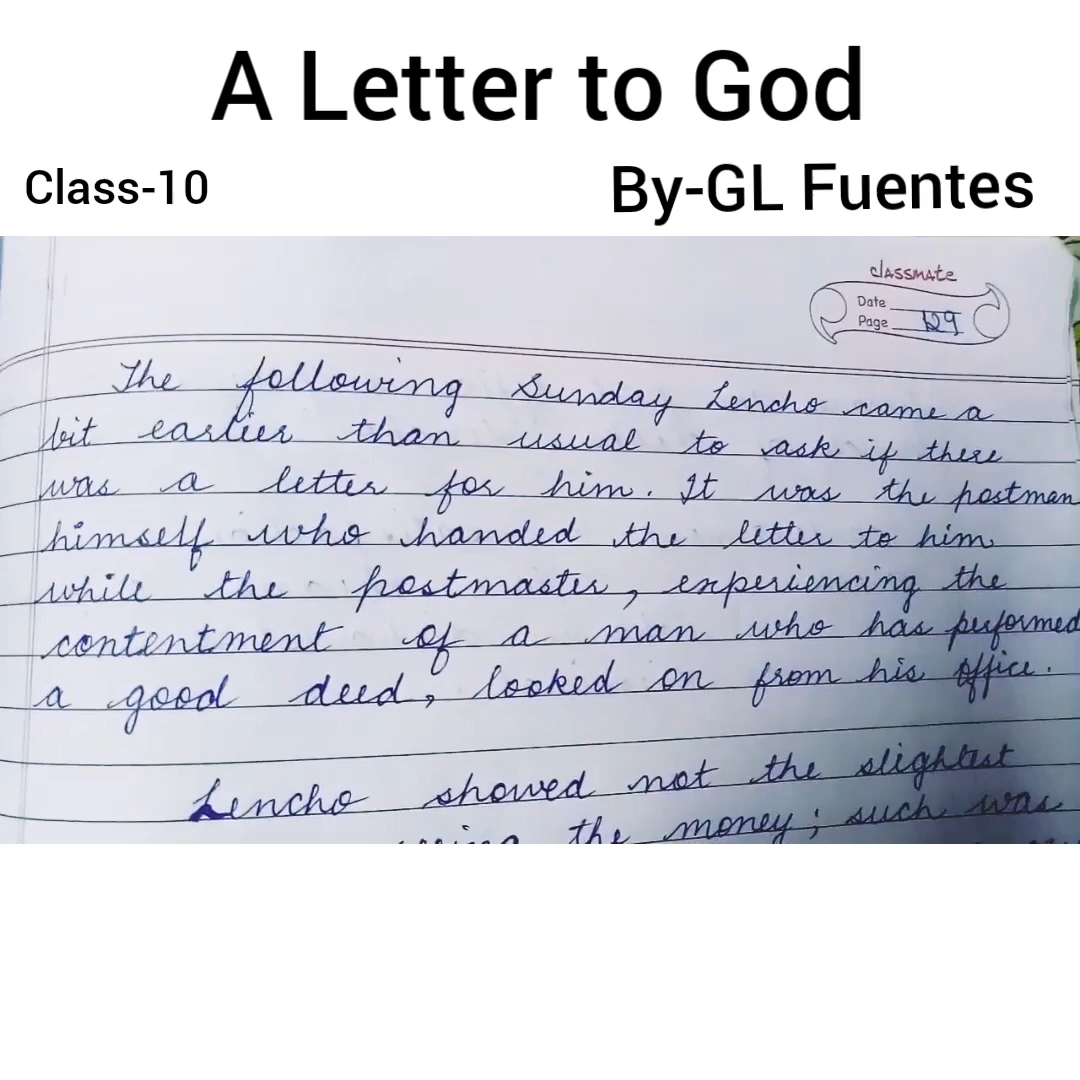 A Letter to God
Class-10
By-GL Fuentes
classmate
Date
Page 129
The following Sunday Lencho came a
bit earlier than usual to ask if there
was a letter for him. It was the postman
himself who handed the letter to him
while the postmaster, experiencing the
contentment of a man who has performed
a good deed, looked on from his office.
Lencho showed not the slightest
the money; such was